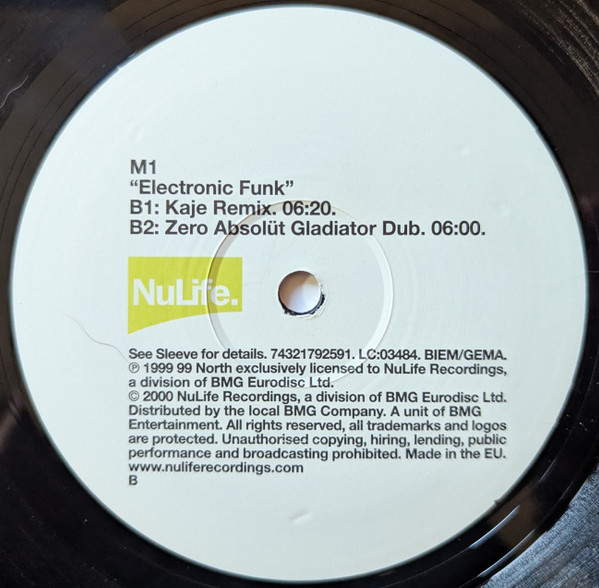 M1
“Electronic Funk”
B1: Kaje Remix. 06:20.
B2: Zero Absolüt Gladiator Dub. 06:00.
NuLife.
See Sleeve for details. 74321792591. LC:03484. BIEM/GEMA.
℗ 1999 99 North exclusively licensed to NuLife Recordings,
a division of BMG Eurodisc Ltd.
© 2000 NuLife Recordings, a division of BMG Eurodisc Ltd.
Distributed by the local BMG Company. A unit of BMG
Entertainment. All rights reserved, all trademarks and logos
are protected. Unauthorised copying, hiring, lending, public
performance and broadcasting prohibited. Made in the EU.
www.nuliferecordings.com
B